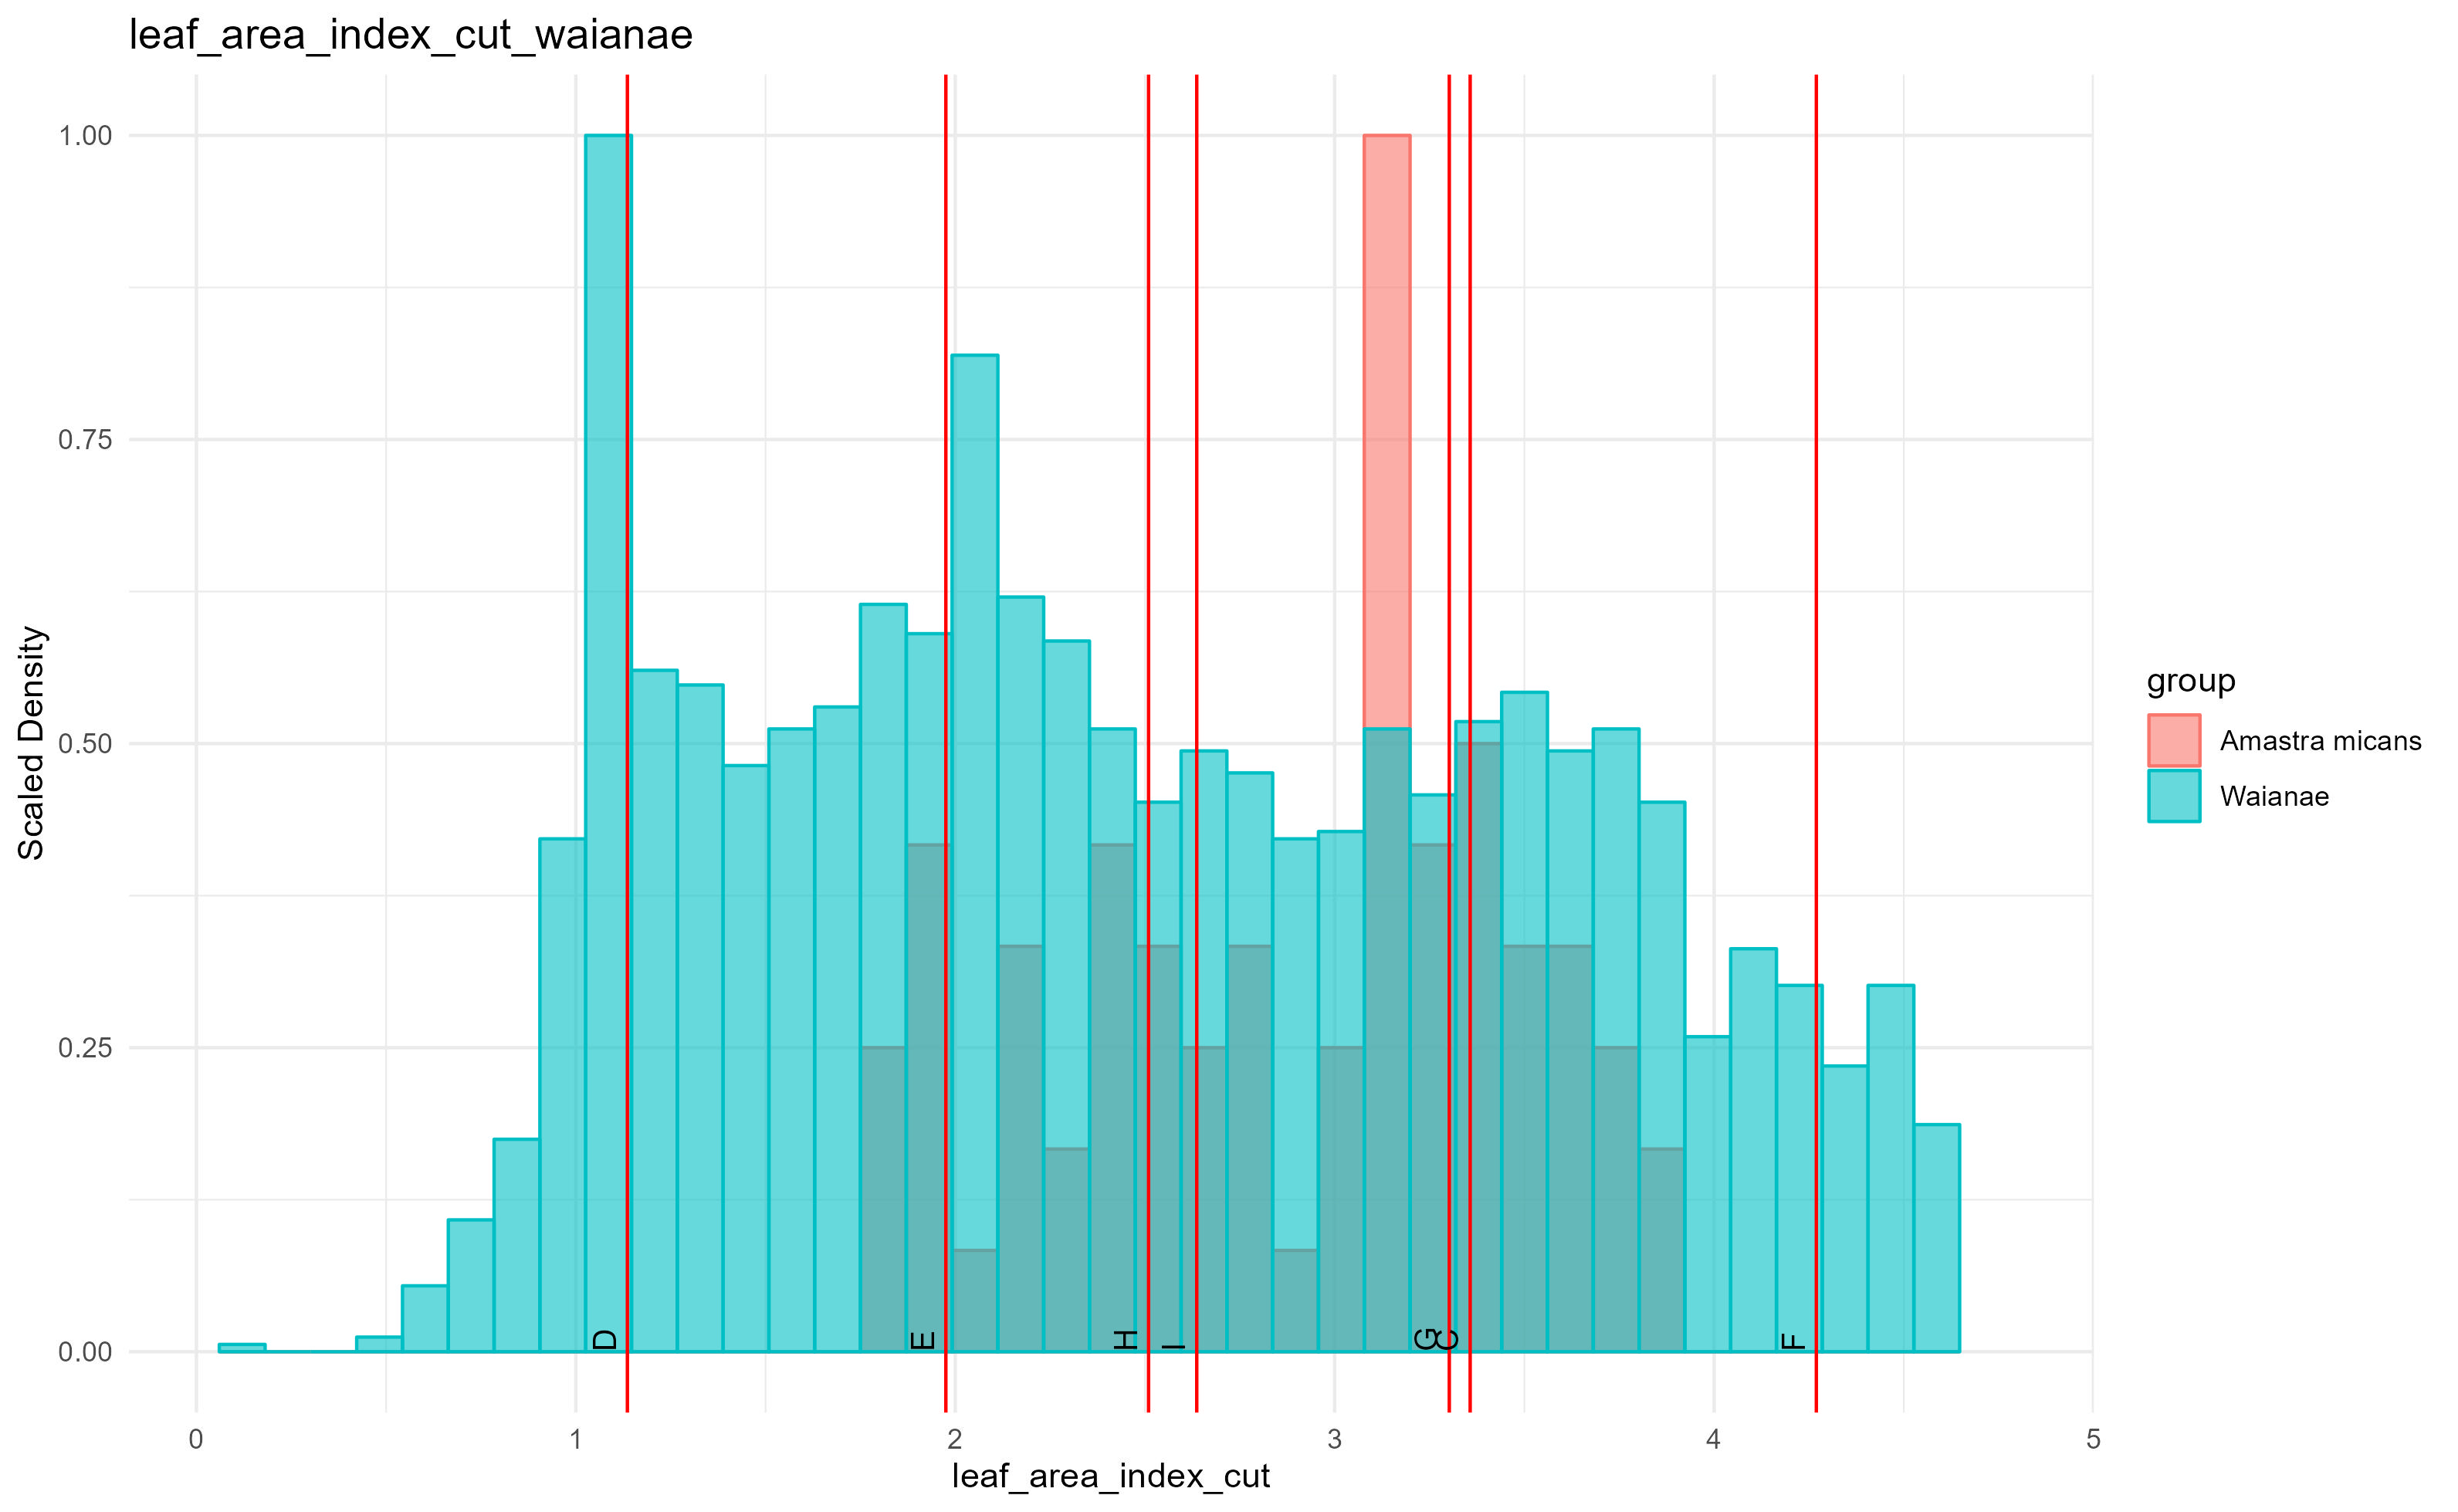 leaf_area_index_cut_waianae
1.00
0.75
0.50
0.25
0.00
Scaled Density
D
E
H
I
G
C
F
0
1
2
3
4
5
leaf_area_index_cut
group
Amastra micans
Waianae